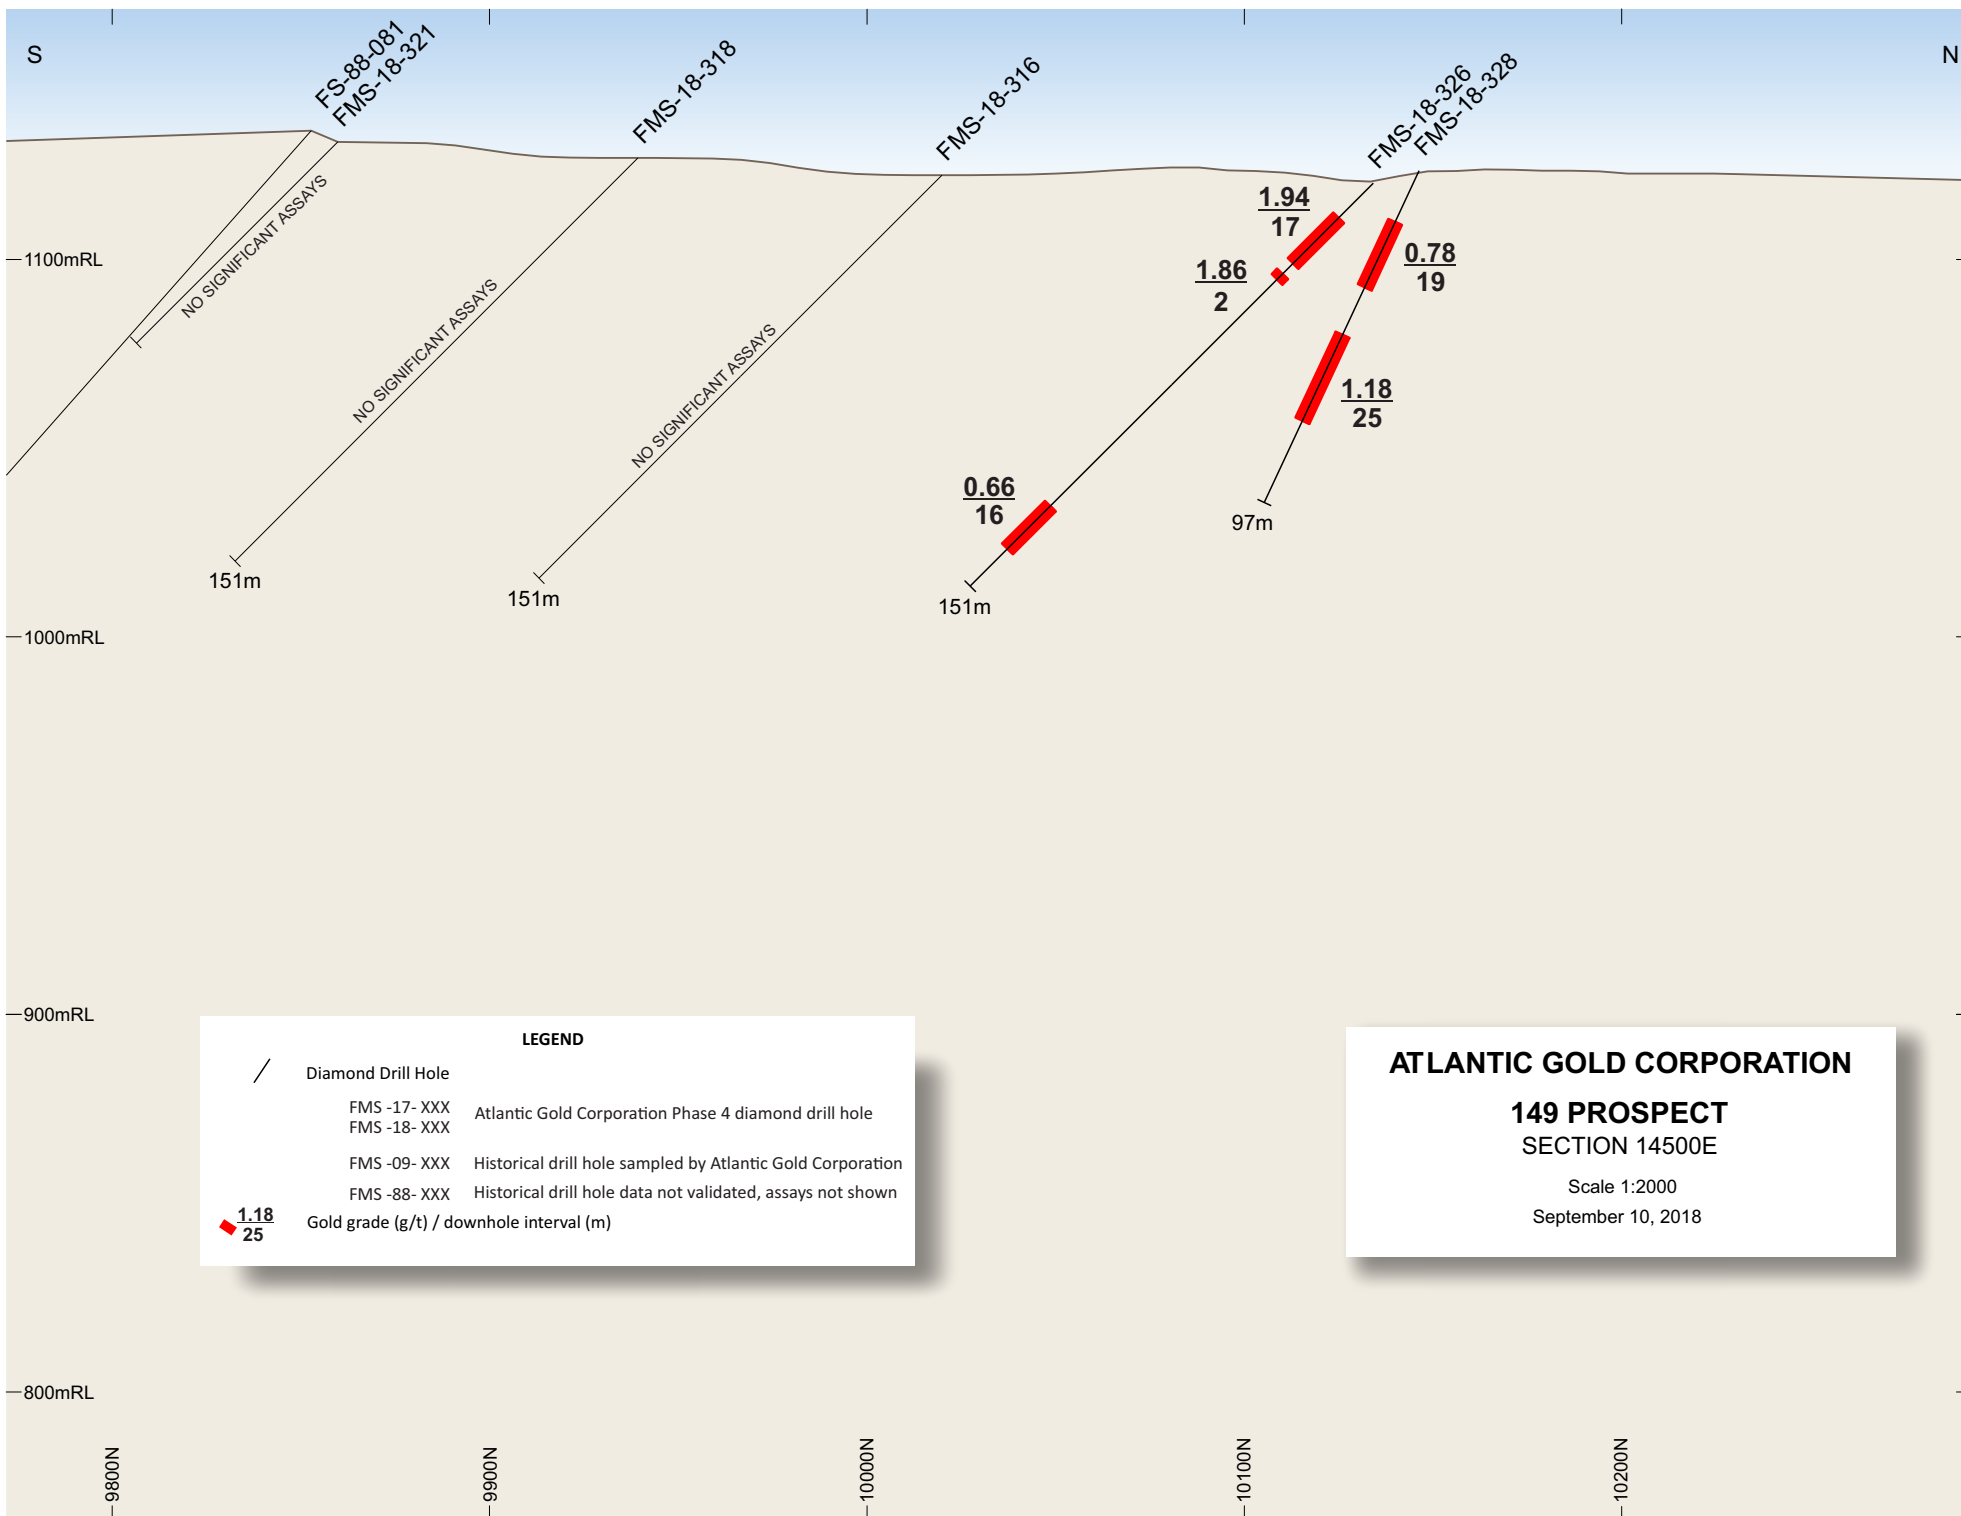 S
N
FS-88-081
FMS-18-321
FMS-18-318
FMS-18-316
FMS-18-326
FMS-18-328
1100mRL
1000mRL
900mRL
800mRL
NO SIGNIFICANT ASSAYS
NO SIGNIFICANT ASSAYS
NO SIGNIFICANT ASSAYS
1.94
17
1.86
2
0.78
19
1.18
25
0.66
16
97m
151m
151m
151m
LEGEND
Diamond Drill Hole
FMS -17- XXX
FMS -18- XXX
Atlantic Gold Corporation Phase 4 diamond drill hole
FMS -09- XXX Historical drill hole sampled by Atlantic Gold Corporation
FMS -88- XXX Historical drill hole data not validated, assays not shown
1.18
25
Gold grade (g/t) / downhole interval (m)
ATLANTIC GOLD CORPORATION
149 PROSPECT
SECTION 14500E
Scale 1:2000
September 10, 2018
9800N
9900N
10000N
10100N
10200N